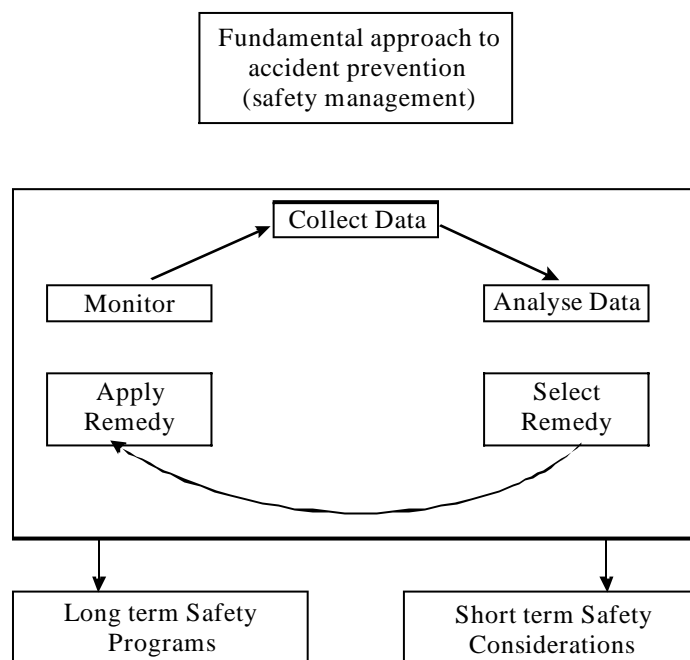 Fundamental approach to
accident prevention
(safety management)
Collect Data
Monitor
Analyse Data
Apply
Remedy
Select
Remedy
Long term Safety
Programs
Short term Safety
Considerations